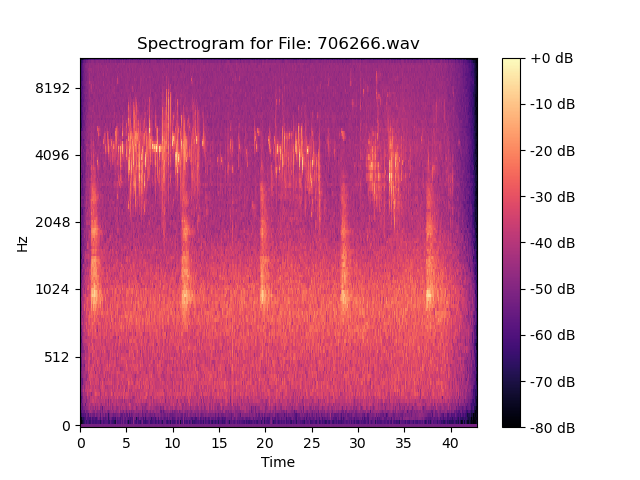 Spectrogram for File: 706266.wav
Hz
8192
4096
2048
1024
512
0
0 5 10 15 20 25 30 35 40
Time
+0 dB
-10 dB
-20 dB
-30 dB
-40 dB
-50 dB
-60 dB
-70 dB
-80 dB